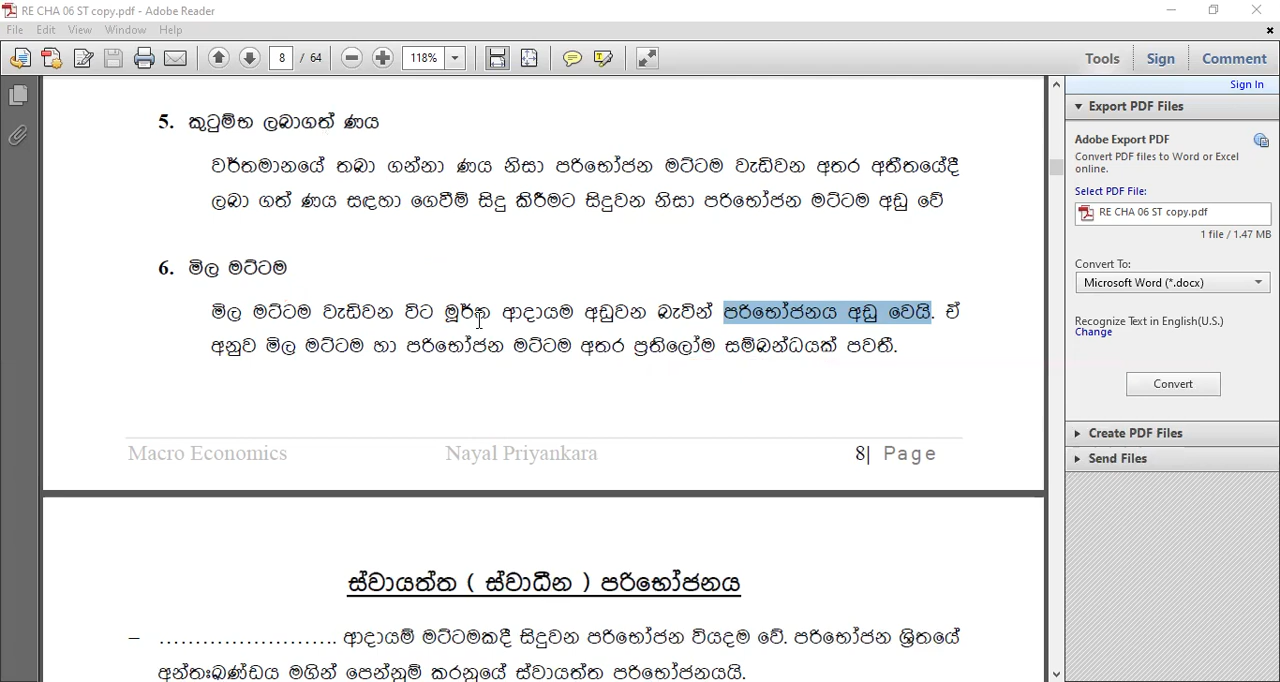 RE CHA 06 ST copy.pdf - Adobe Reader
File Edit View Window Help
8 / 64 118% Tools Sign Comment
Sign In
Export PDF Files
Adobe Export PDF
Convert PDF files to Word or Excel
online.
Select PDF File:
RE CHA 06 ST copy.pdf
1 file / 1.47 MB
Convert To:
Microsoft Word (*.docx)
Recognize Text in English(U.S.)
Change
Convert
Create PDF Files
Send Files
5. කුටුම්භ ලබාගත් ණය
වර්තමානයේ තබා ගන්නා ණය නිසා පරිභෝජන මට්ටම වැඩිවන අතර අතීතයේදී
ලබා ගත් ණය සඳහා ගෙවීම් සිදු කිරීමට සිදුවන නිසා පරිභෝජන මට්ටම අඩු වේ
6. මිල මට්ටම
මිල මට්ටම වැඩිවන විට මූර්ත ආදායම අඩුවන බැවින් පරිභෝජනය අඩු වෙයි. ඒ
අනුව මිල මට්ටම හා පරිභෝජන මට්ටම අතර ප්‍රතිලෝම සම්බන්ධයක් පවතී.
Macro Economics Nayal Priyankara 8| Page
ස්වායත්ත ( ස්වාධීන ) පරිභෝජනය
– ........................ ආදායම් මට්ටමකදී සිදුවන පරිභෝජන වියදම වේ. පරිභෝජන ශ්‍රිතයේ
අන්තඃඛණ්ඩය මගින් පෙන්නුම් කරනුයේ ස්වායත්ත පරිභෝජනයයි.